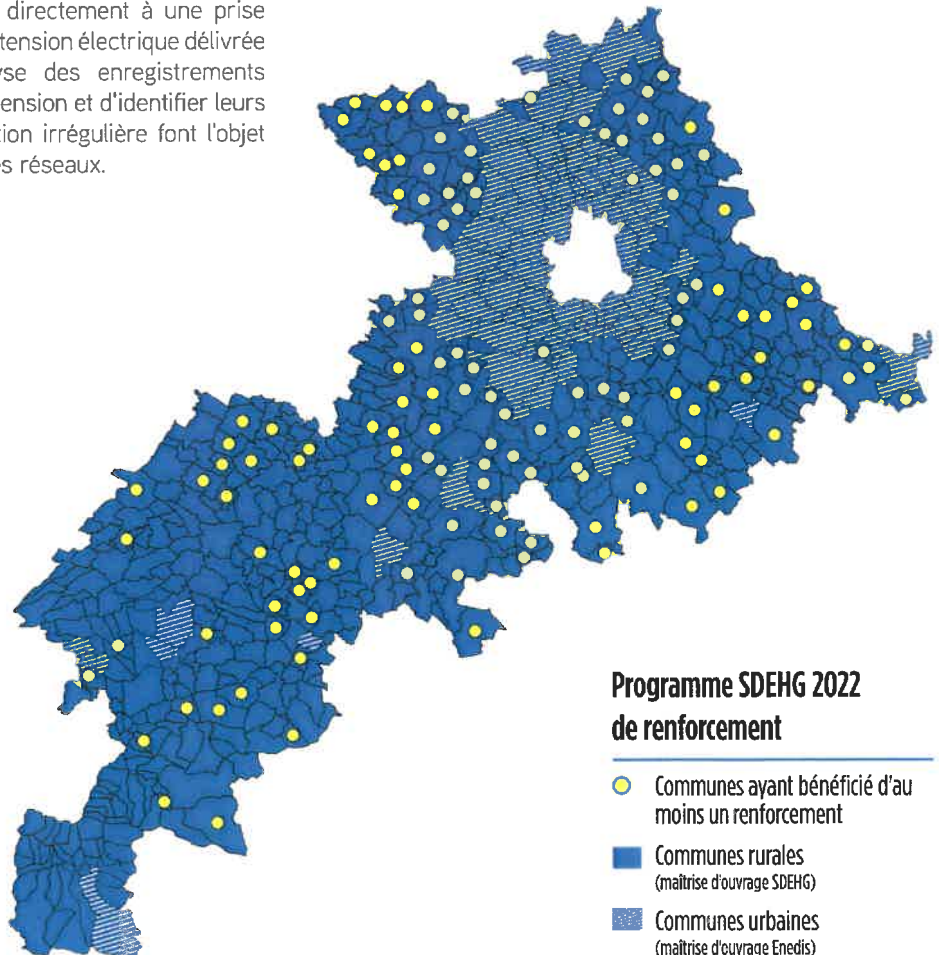 directement à une prise
tension électrique délivrée
yse des enregistrements
ension et d'identifier leurs
tion irrégulière font l'objet
es réseaux.
Programme SDEHG 2022
de renforcement
Communes ayant bénéficié d'au
moins un renforcement
Communes rurales
(maîtrise d'ouvrage SDEHG)
Communes urbaines
(maîtrise d'ouvrage Enedis)